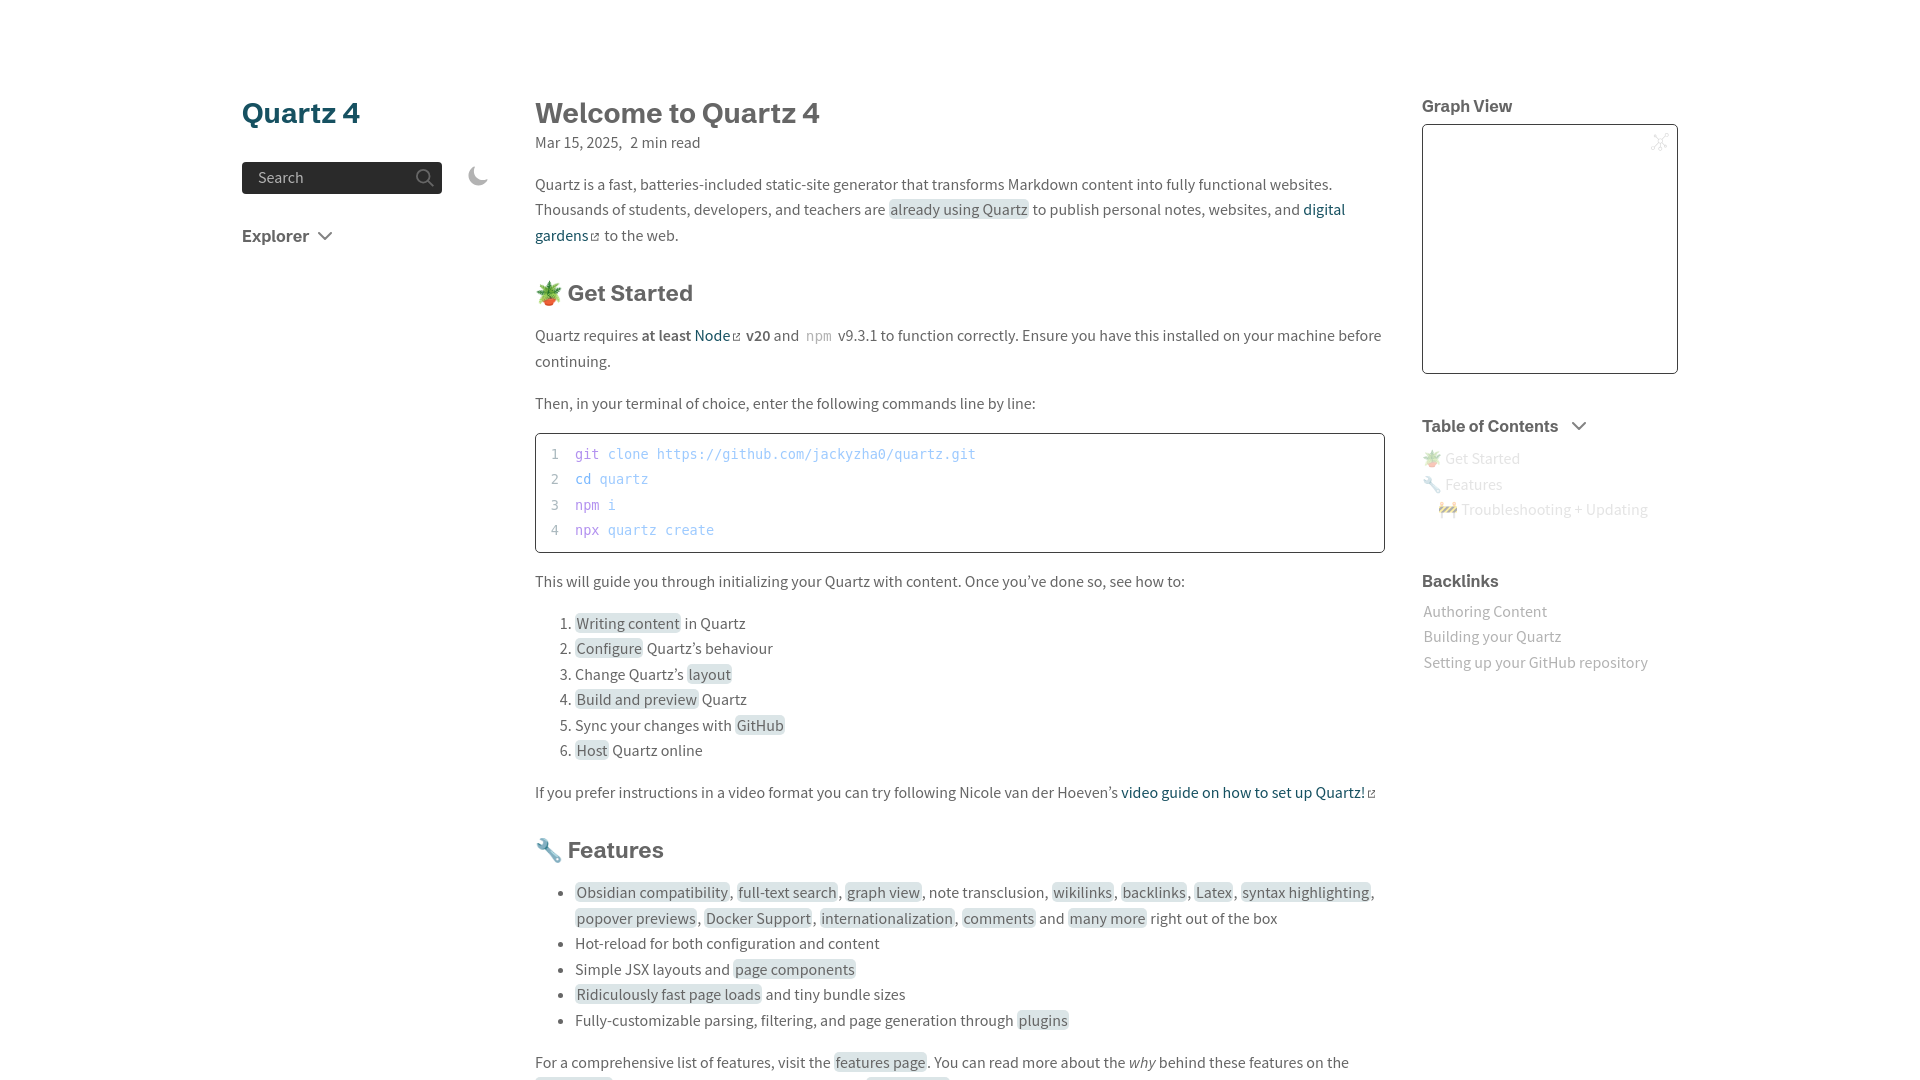 Quartz 4
Search
Explorer
Welcome to Quartz 4
Mar 15, 2025, 2 min read
Quartz is a fast, batteries-included static-site generator that transforms Markdown content into fully functional websites.
Thousands of students, developers, and teachers are already using Quartz to publish personal notes, websites, and digital
gardens to the web.
🪴 Get Started
Quartz requires at least Node v20 and npm v9.3.1 to function correctly. Ensure you have this installed on your machine before
continuing.
Then, in your terminal of choice, enter the following commands line by line:
1 git clone https://github.com/jackyzha0/quartz.git
2 cd quartz
3 npm i
4 npx quartz create
This will guide you through initializing your Quartz with content. Once you’ve done so, see how to:
1. Writing content in Quartz
2. Configure Quartz’s behaviour
3. Change Quartz’s layout
4. Build and preview Quartz
5. Sync your changes with GitHub
6. Host Quartz online
If you prefer instructions in a video format you can try following Nicole van der Hoeven’s video guide on how to set up Quartz!
🔧 Features
• Obsidian compatibility, full-text search, graph view, note transclusion, wikilinks, backlinks, Latex, syntax highlighting,
popover previews, Docker Support, internationalization, comments and many more right out of the box
• Hot-reload for both configuration and content
• Simple JSX layouts and page components
• Ridiculously fast page loads and tiny bundle sizes
• Fully-customizable parsing, filtering, and page generation through plugins
For a comprehensive list of features, visit the features page. You can read more about the why behind these features on the
Graph View
Table of Contents
🪴 Get Started
🔧 Features
🚧 Troubleshooting + Updating
Backlinks
Authoring Content
Building your Quartz
Setting up your GitHub repository